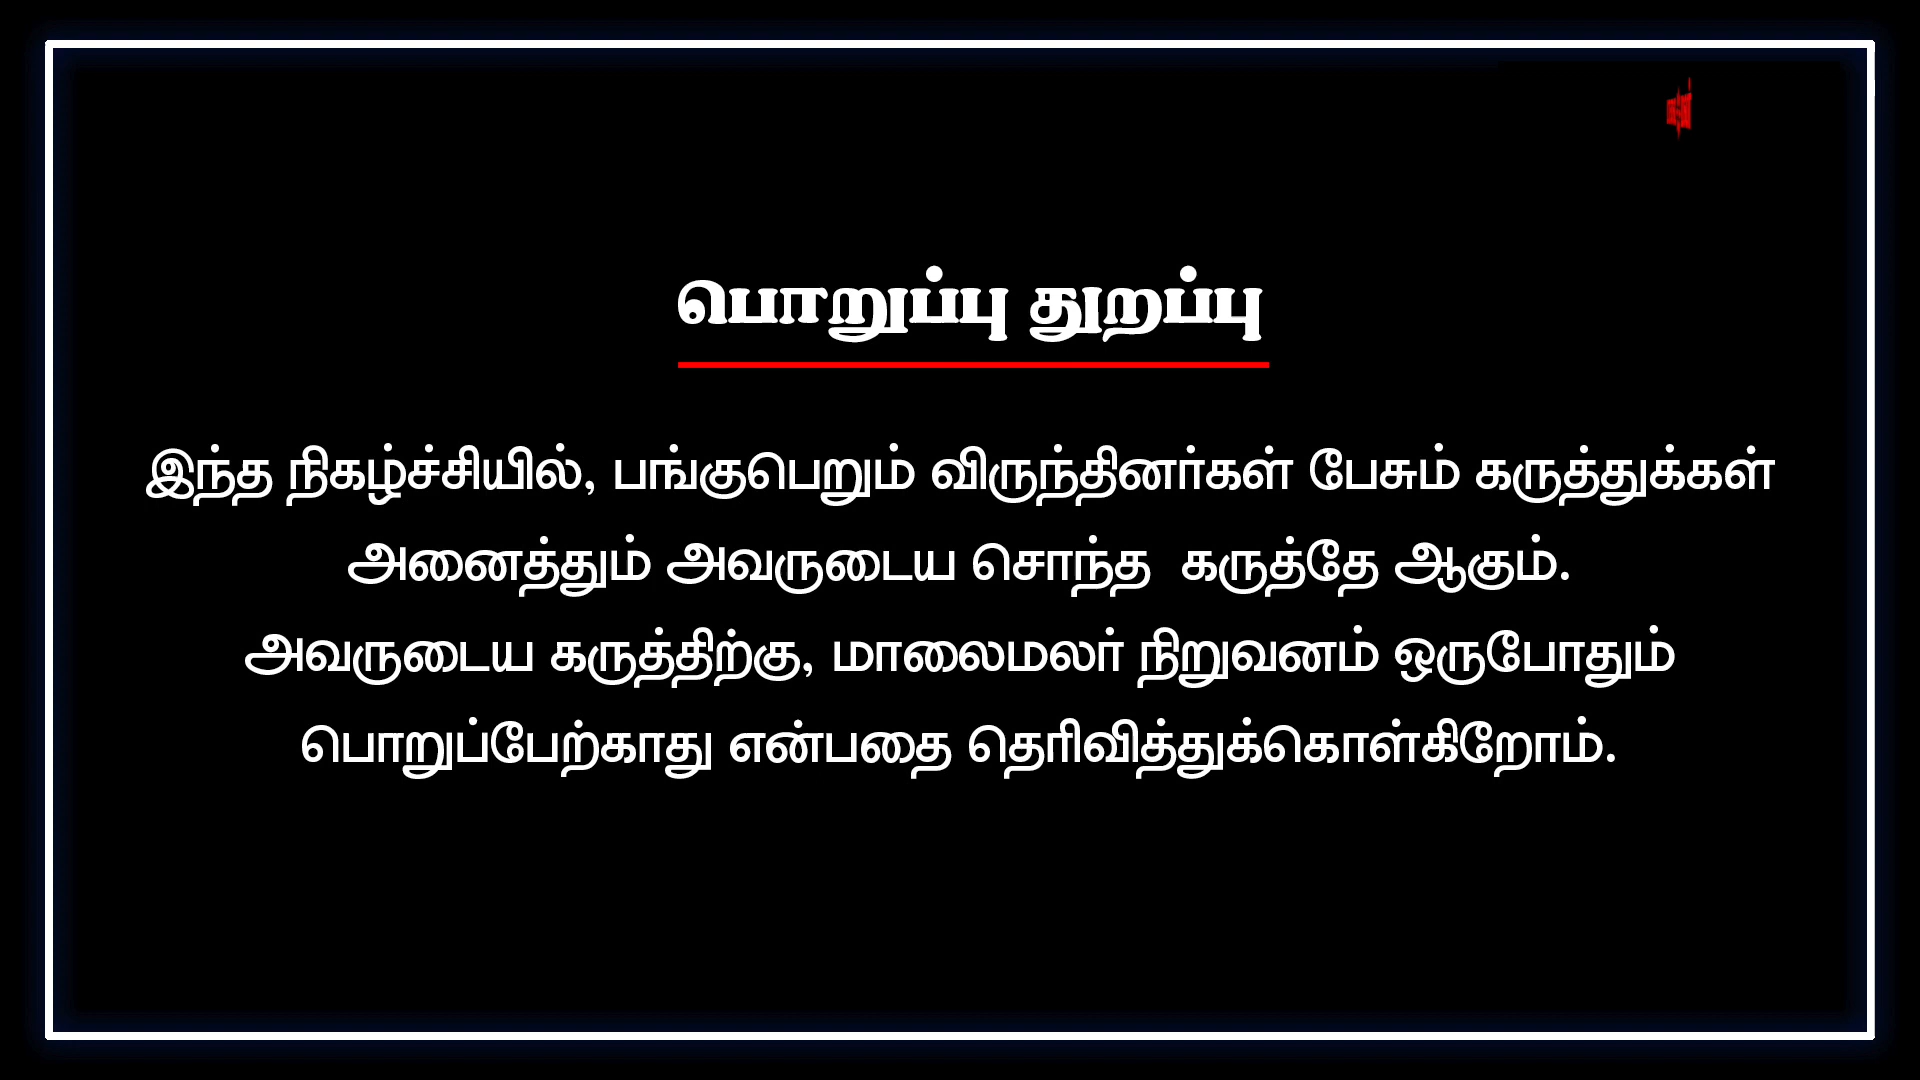 பொறுப்பு துறப்பு
இந்த நிகழ்ச்சியில், பங்குபெறும் விருந்தினர்கள் பேசும் கருத்துக்கள்
அனைத்தும் அவருடைய சொந்த  கருத்தே ஆகும்.
அவருடைய கருத்திற்கு, மாலைமலர் நிறுவனம் ஒருபோதும்
பொறுப்பேற்காது என்பதை தெரிவித்துக்கொள்கிறோம்.